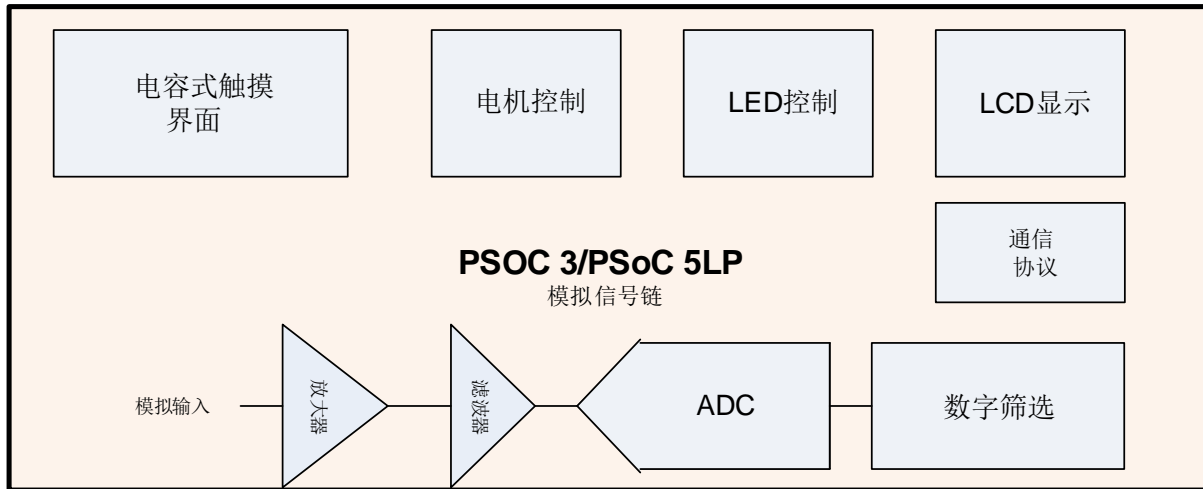 电容式触摸
界面
电机控制
LED控制
LCD显示
通信
协议
PSOC 3/PSoC 5LP
模拟信号链
模拟输入
放大器
滤波器
ADC
数字筛选